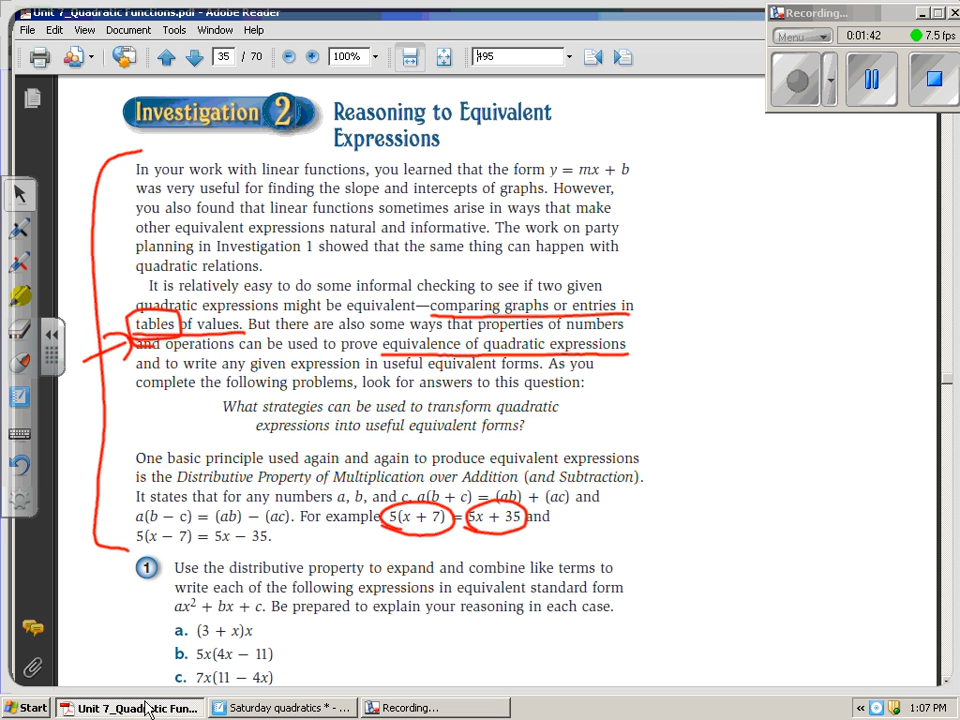 Unit 7_Quadratic Functions.pdf - Adobe Reader
Recording...
File Edit View Document Tools Window Help
Menu 0:01:42 7.5 fps
35 / 70 100% 495
Investigation 2 Reasoning to Equivalent
Expressions
In your work with linear functions, you learned that the form y = mx + b
was very useful for finding the slope and intercepts of graphs. However,
you also found that linear functions sometimes arise in ways that make
other equivalent expressions natural and informative. The work on party
planning in Investigation 1 showed that the same thing can happen with
quadratic relations.
It is relatively easy to do some informal checking to see if two given
quadratic expressions might be equivalent—comparing graphs or entries in
tables of values. But there are also some ways that properties of numbers
and operations can be used to prove equivalence of quadratic expressions
and to write any given expression in useful equivalent forms. As you
complete the following problems, look for answers to this question:
What strategies can be used to transform quadratic
expressions into useful equivalent forms?
One basic principle used again and again to produce equivalent expressions
is the Distributive Property of Multiplication over Addition (and Subtraction).
It states that for any numbers a, b, and c, a(b + c) = (ab) + (ac) and
a(b − c) = (ab) − (ac). For example 5(x + 7) = 5x + 35 and
5(x − 7) = 5x − 35.
1 Use the distributive property to expand and combine like terms to
write each of the following expressions in equivalent standard form
ax² + bx + c. Be prepared to explain your reasoning in each case.
a. (3 + x)x
b. 5x(4x − 11)
c. 7x(11 − 4x)
Start Unit 7_Quadratic Fun... Saturday quadratics * - ... Recording... 1:07 PM